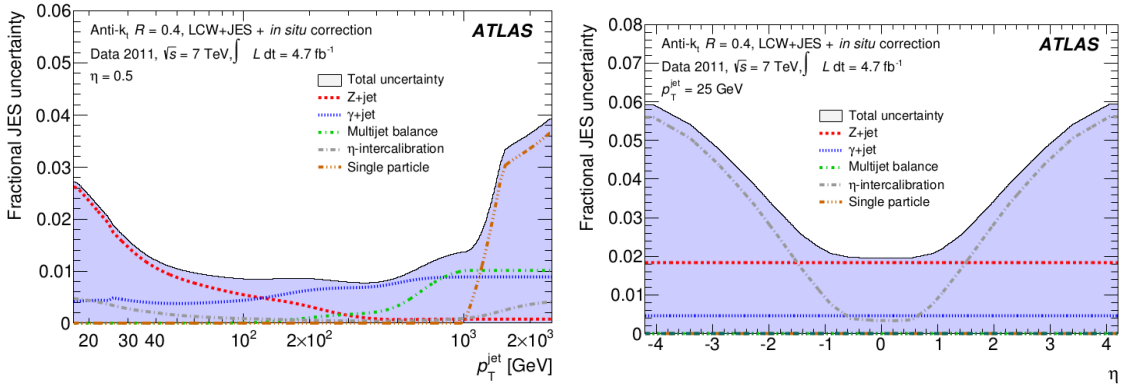 Anti-kₜ R = 0.4, LCW+JES + in situ correction
ATLAS
Data 2011, √s = 7 TeV,∫ L dt = 4.7 fb⁻¹
η = 0.5
Total uncertainty
Z+jet
γ+jet
Multijet balance
η-intercalibration
Single particle
Fractional JES uncertainty
0.06
0.05
0.04
0.03
0.02
0.01
0
20 30 40 10² 2×10² 10³ 2×10³
p_T^jet [GeV]
Anti-kₜ R = 0.4, LCW+JES + in situ correction
ATLAS
Data 2011, √s = 7 TeV,∫ L dt = 4.7 fb⁻¹
p_T^jet = 25 GeV
Total uncertainty
Z+jet
γ+jet
Multijet balance
η-intercalibration
Single particle
Fractional JES uncertainty
0.08
0.07
0.06
0.05
0.04
0.03
0.02
0.01
0
-4 -3 -2 -1 0 1 2 3 4
η